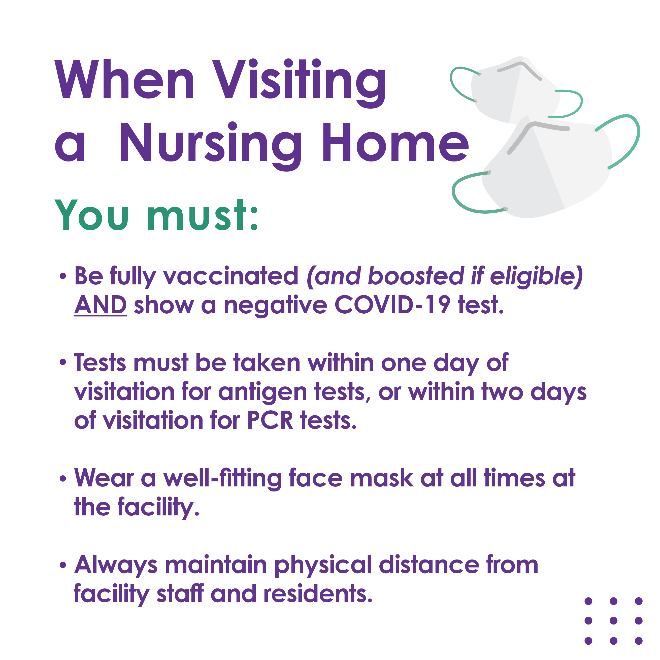 When Visiting
a Nursing Home
You must:
• Be fully vaccinated (and boosted if eligible)
AND show a negative COVID-19 test.
• Tests must be taken within one day of
visitation for antigen tests, or within two days
of visitation for PCR tests.
• Wear a well-fitting face mask at all times at
the facility.
• Always maintain physical distance from
facility staff and residents.